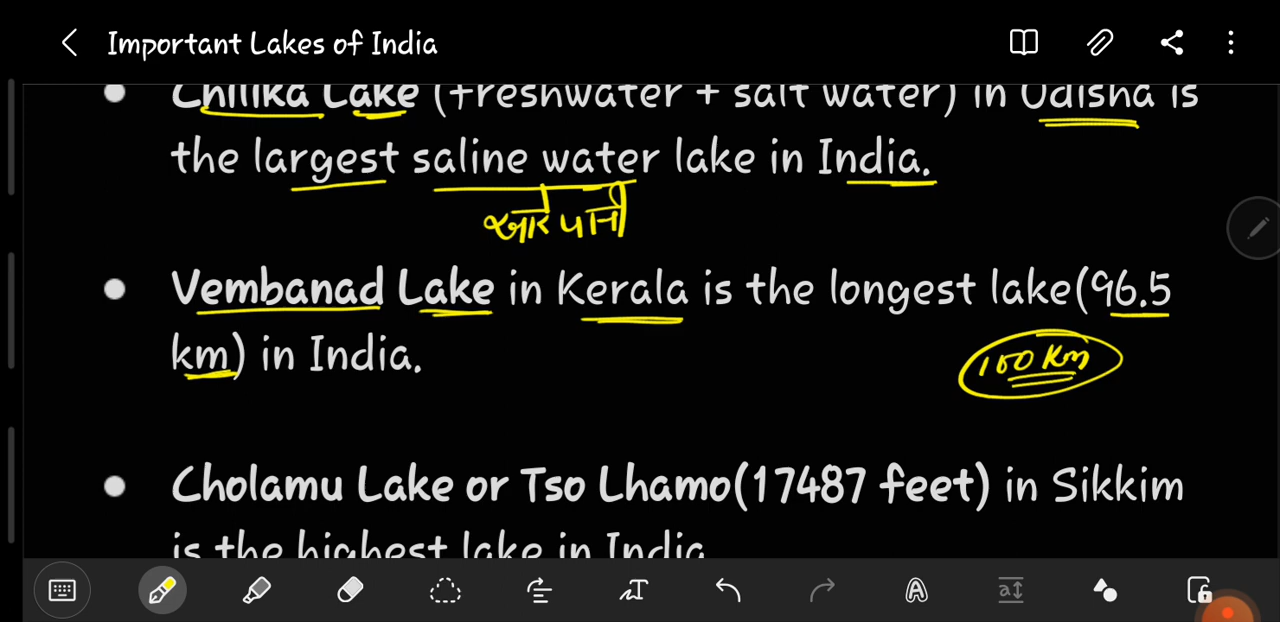 Important Lakes of India
Chilika Lake (freshwater + salt water) in Odisha is
the largest saline water lake in India.
खारे पानी
Vembanad Lake in Kerala is the longest lake(96.5
km) in India.
100 Km
Cholamu Lake or Tso Lhamo(17487 feet) in Sikkim
is the highest lake in India